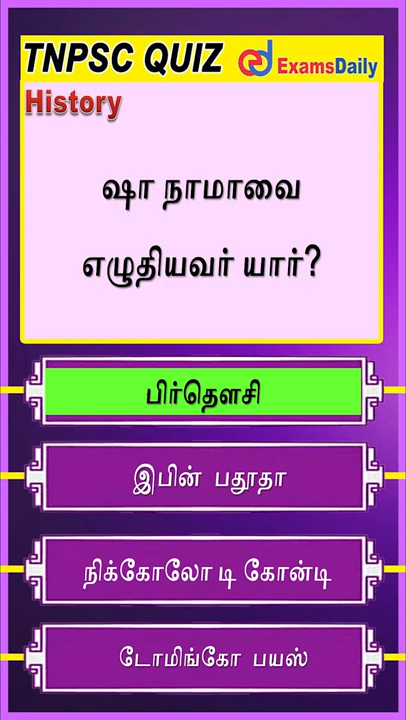 TNPSC QUIZ
ExamsDaily
History
ஷா நாமாவை
எழுதியவர் யார்?
பிர்தௌசி
இபின் பதூதா
நிக்கோலோ டி கோன்டி
டோமிங்கோ பயஸ்